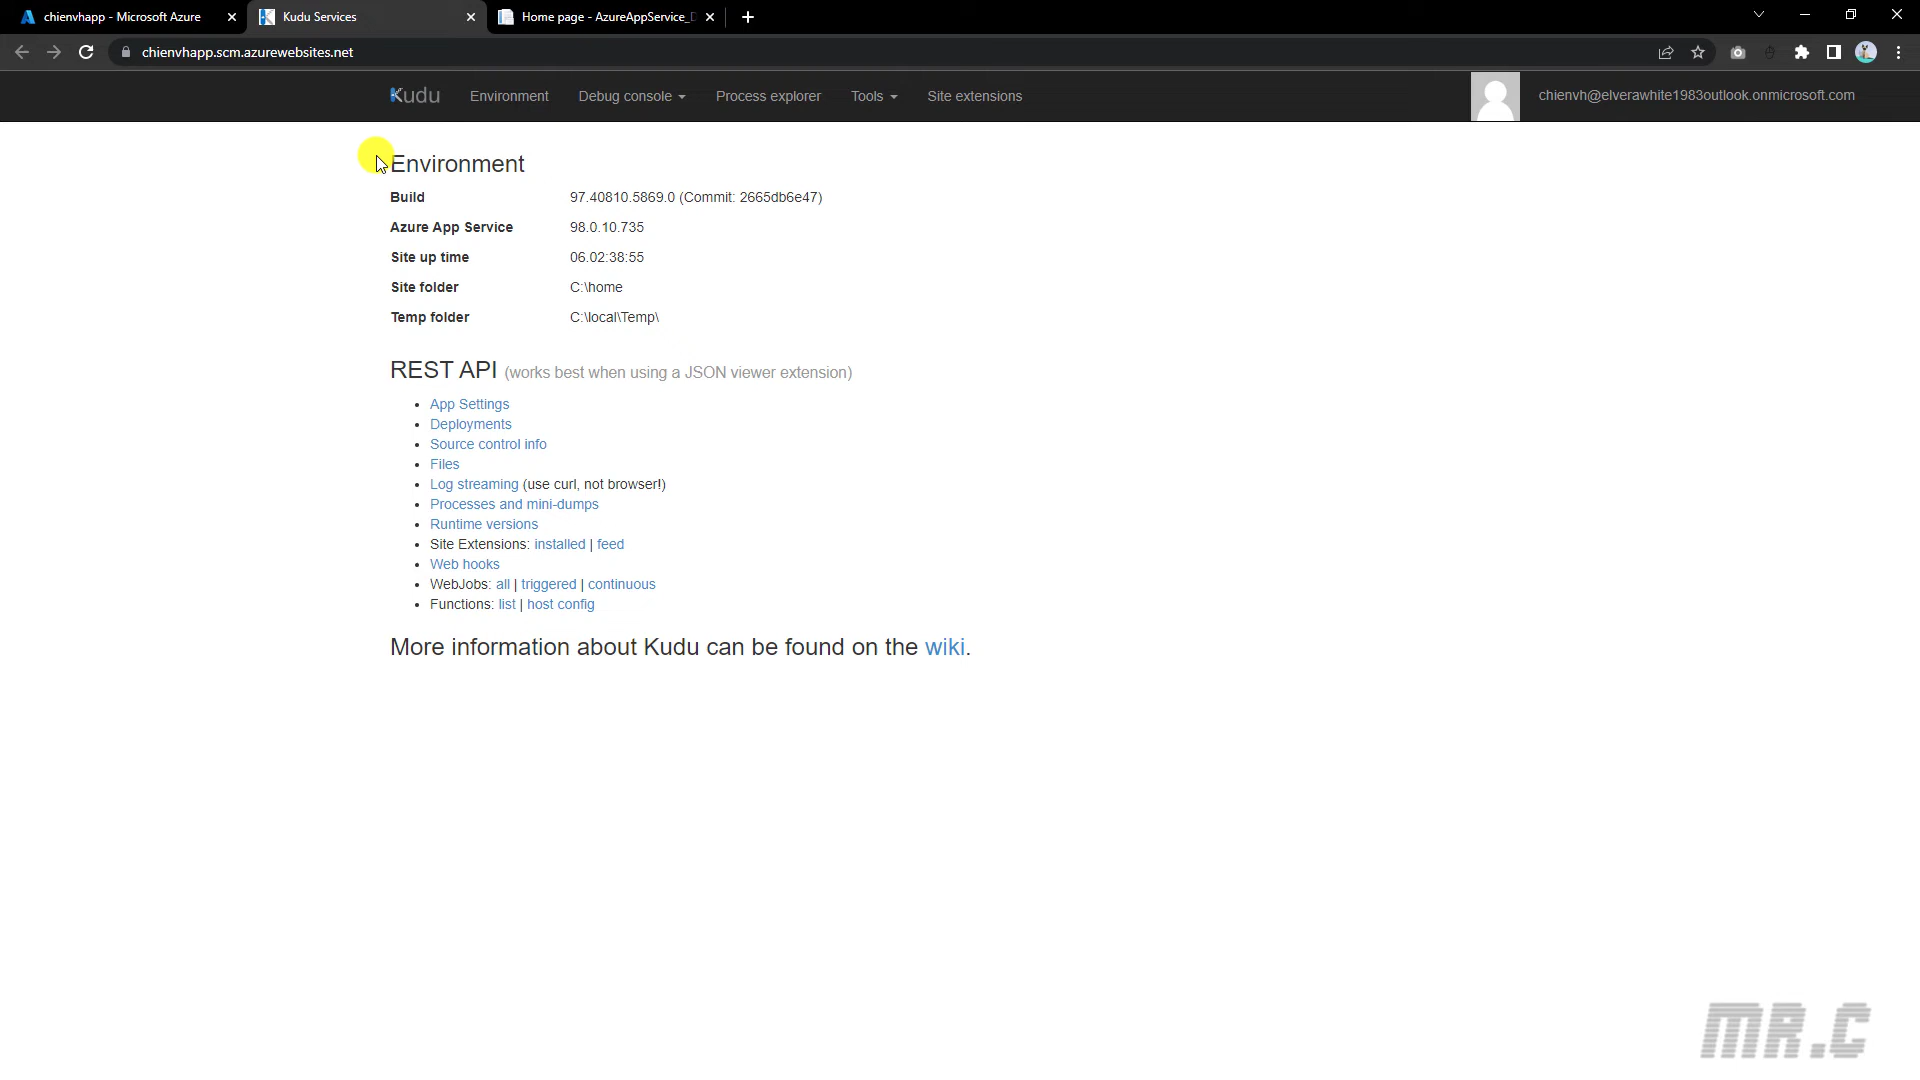 chienvhapp - Microsoft Azure
Kudu Services
Home page - AzureAppService_D
chienvhapp.scm.azurewebsites.net
Kudu Environment Debug console Process explorer Tools Site extensions chienvh@elverawhite1983outlook.onmicrosoft.com
Environment
Build 97.40810.5869.0 (Commit: 2665db6e47)
Azure App Service 98.0.10.735
Site up time 06.02:38:55
Site folder C:\home
Temp folder C:\local\Temp\
REST API (works best when using a JSON viewer extension)
• App Settings
• Deployments
• Source control info
• Files
• Log streaming (use curl, not browser!)
• Processes and mini-dumps
• Runtime versions
• Site Extensions: installed | feed
• Web hooks
• WebJobs: all | triggered | continuous
• Functions: list | host config
More information about Kudu can be found on the wiki.
MR.C